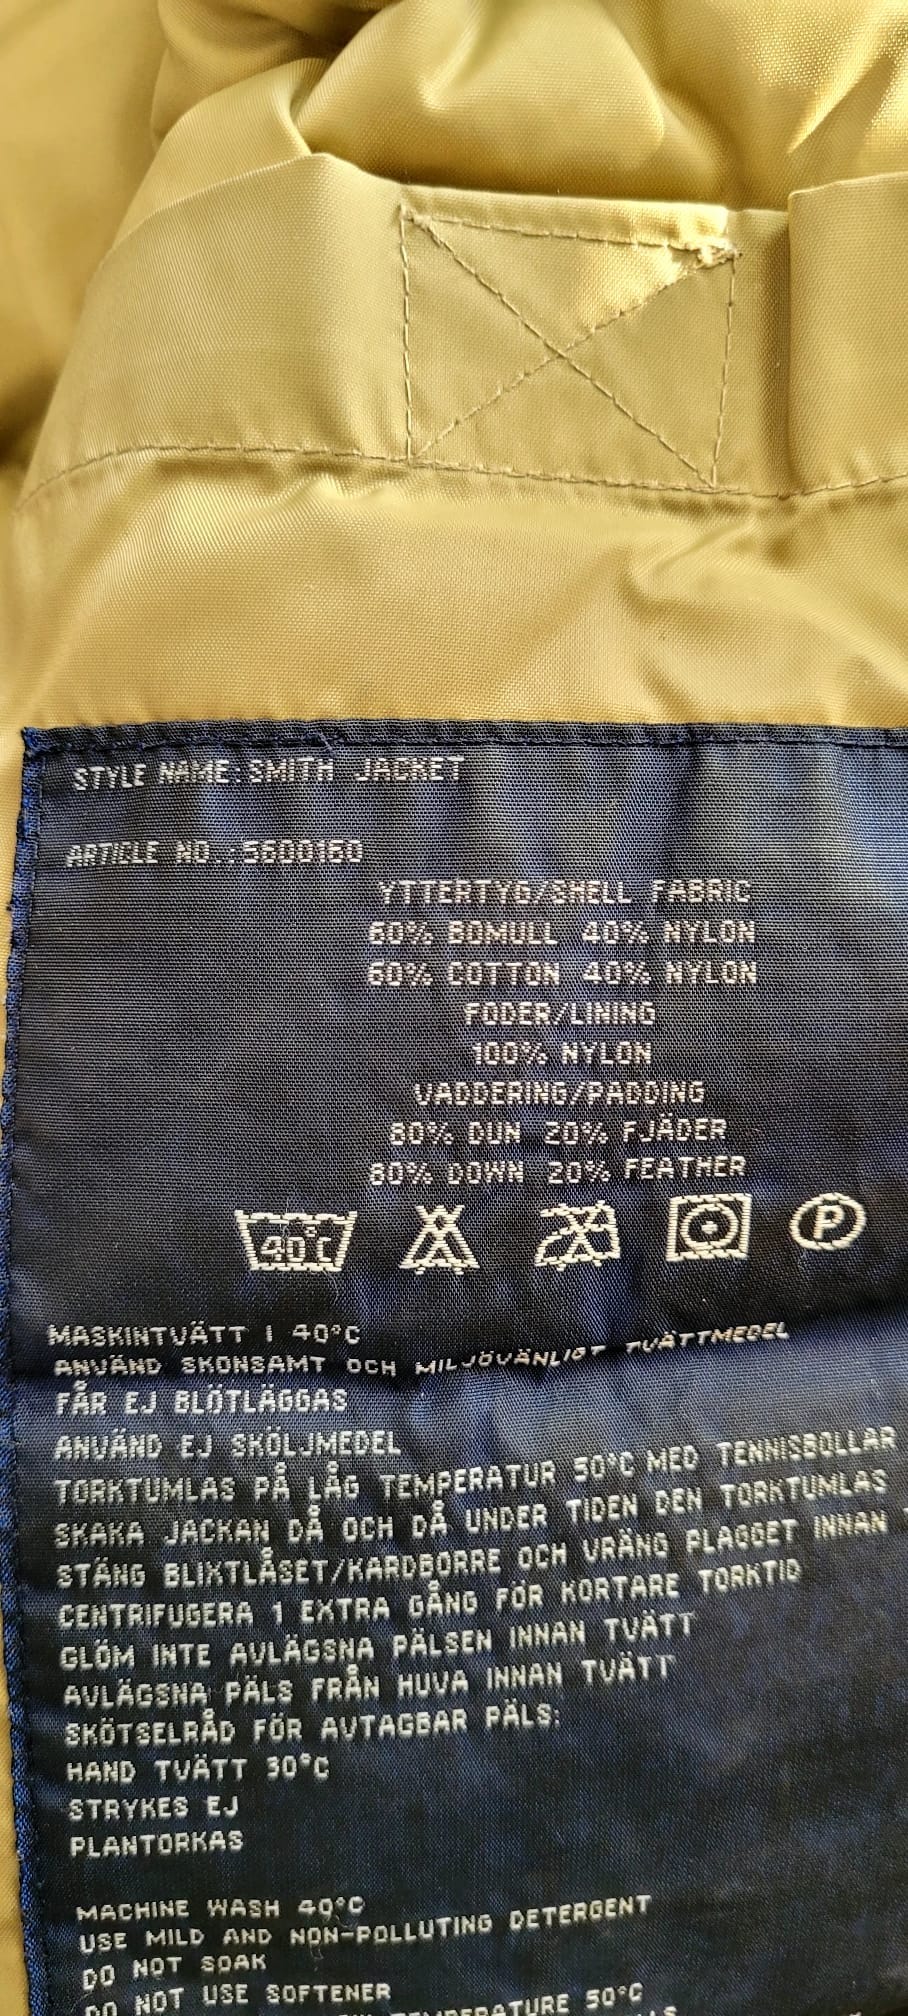 STYLE NAME: SMITH JACKET
ARTICLE NO.:5600160
YTTERTYG/SHELL FABRIC
60% BOMULL 40% NYLON
60% COTTON 40% NYLON
FODER/LINING
100% NYLON
VADDERING/PADDING
80% DUN 20% FJÄDER
80% DOWN 20% FEATHER
40°C
P
MASKINTVÄTT I 40°C
ANVÄND SKONSAMT OCH MILJÖVÄNLIGT TVÄTTMEDEL
FÅR EJ BLÖTLÄGGAS
ANVÄND EJ SKÖLJMEDEL
TORKTUMLAS PÅ LÅG TEMPERATUR 50°C MED TENNISBOLLAR
SKAKA JACKAN DÅ OCH DÅ UNDER TIDEN DEN TORKTUMLAS
STÄNG BLIXTLÅSET/KARDBORRE OCH VRÄNG PLAGGET INNAN
CENTRIFUGERA 1 EXTRA GÅNG FÖR KORTARE TORKTID
GLÖM INTE AVLÄGSNA PÄLSEN INNAN TVÄTT
AVLÄGSNA PÄLS FRÅN HUVA INNAN TVÄTT
SKÖTSELRÅD FÖR AVTAGBAR PÄLS:
HAND TVÄTT 30°C
STRYKES EJ
PLANTORKAS
MACHINE WASH 40°C
USE MILD AND NON-POLLUTING DETERGENT
DO NOT SOAK
DO NOT USE SOFTENER
TEMPERATURE 50°C